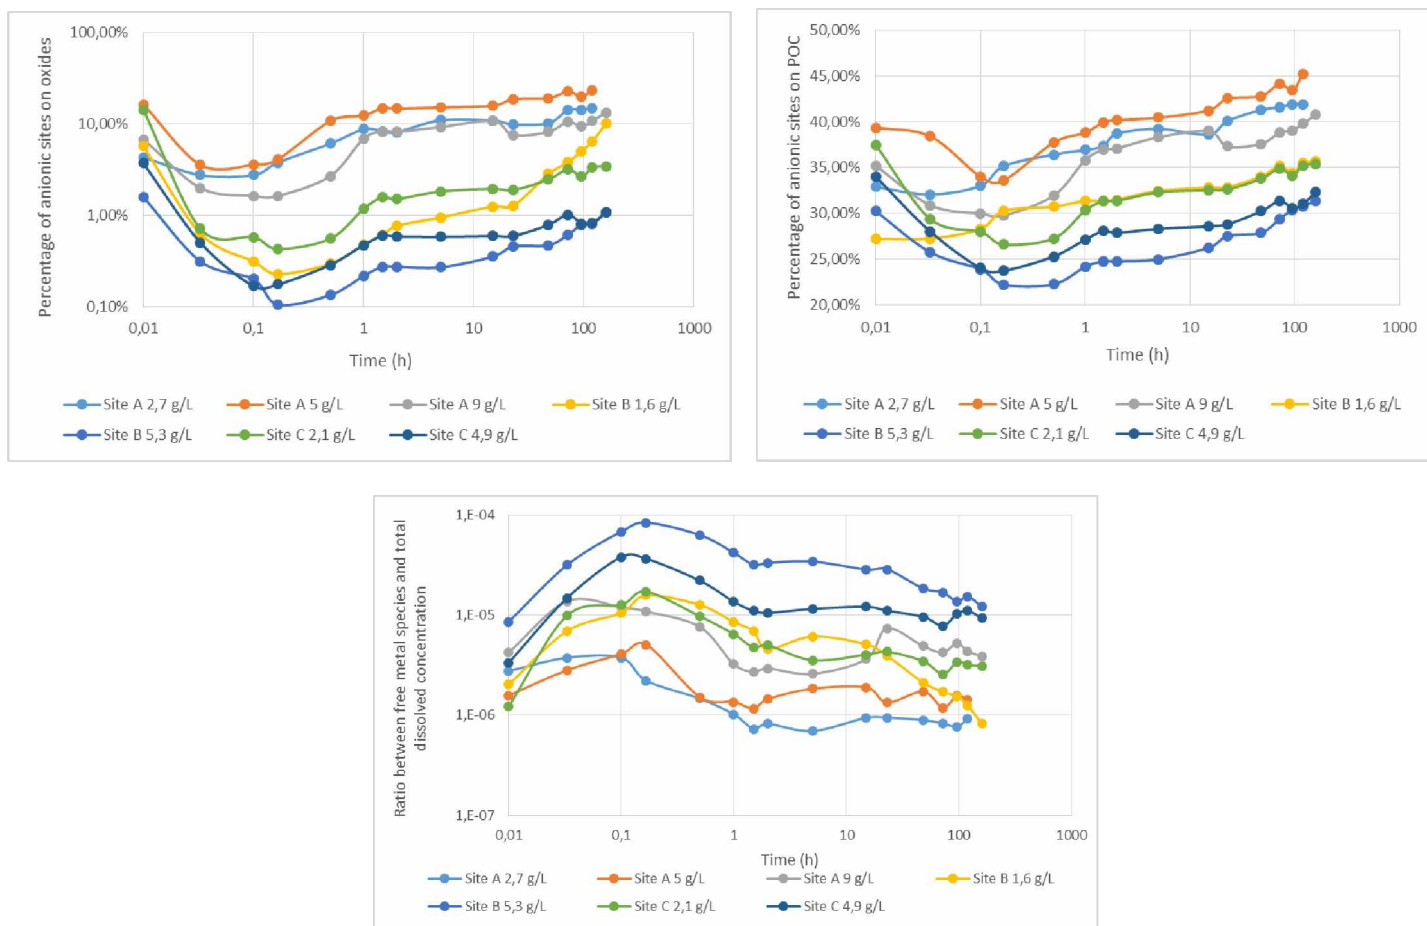 Percentage of anionic sites on oxides
100,00%
10,00%
1,00%
0,10%
0,01
0,1
1
10
100
1000
Time (h)
Site A 2,7 g/L
Site A 5 g/L
Site A 9 g/L
Site B 1,6 g/L
Site B 5,3 g/L
Site C 2,1 g/L
Site C 4,9 g/L
Percentage of anionic sites on POC
50,00%
45,00%
40,00%
35,00%
30,00%
25,00%
20,00%
0,01
0,1
1
10
100
1000
Time (h)
Site A 2,7 g/L
Site A 5 g/L
Site A 9 g/L
Site B 1,6 g/L
Site B 5,3 g/L
Site C 2,1 g/L
Site C 4,9 g/L
Ratio between free metal species and total
dissolved concentration
1,E-04
1,E-05
1,E-06
1,E-07
0,01
0,1
1
10
100
1000
Time (h)
Site A 2,7 g/L
Site A 5 g/L
Site A 9 g/L
Site B 1,6 g/L
Site B 5,3 g/L
Site C 2,1 g/L
Site C 4,9 g/L